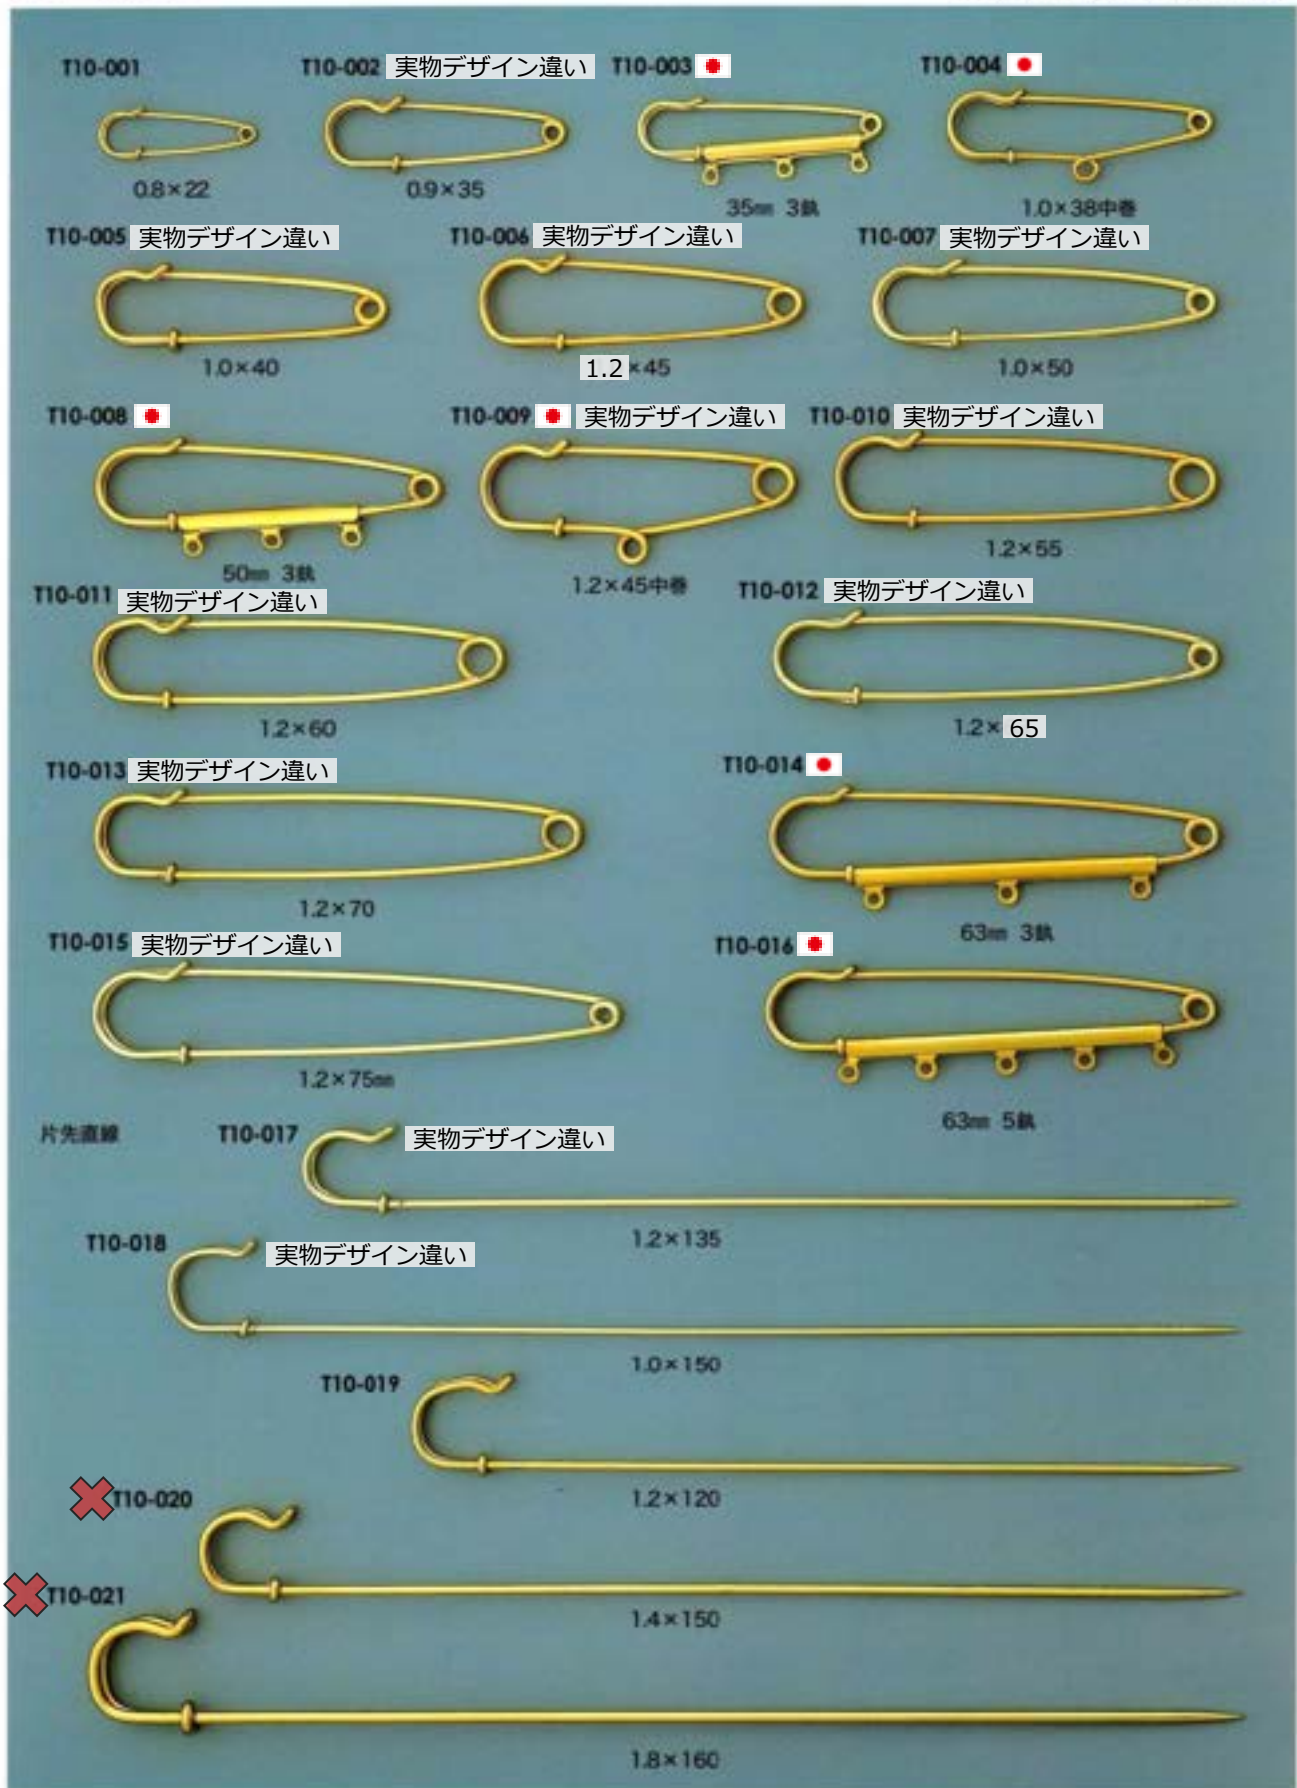 T10-001
T10-002 実物デザイン違い
T10-003
T10-004
0.8×22
0.9×35
35㎜ 3釻
1.0×38中巻
T10-005 実物デザイン違い
T10-006 実物デザイン違い
T10-007 実物デザイン違い
1.0×40
1.2×45
1.0×50
T10-008
T10-009 実物デザイン違い
T10-010 実物デザイン違い
50㎜ 3釻
1.2×45中巻
1.2×55
T10-011 実物デザイン違い
T10-012 実物デザイン違い
1.2×60
1.2×65
T10-013 実物デザイン違い
T10-014
1.2×70
63㎜ 3釻
T10-015 実物デザイン違い
T10-016
1.2×75㎜
63㎜ 5釻
片先直線
T10-017 実物デザイン違い
1.2×135
T10-018 実物デザイン違い
1.0×150
T10-019
1.2×120
T10-020
1.4×150
T10-021
1.8×160